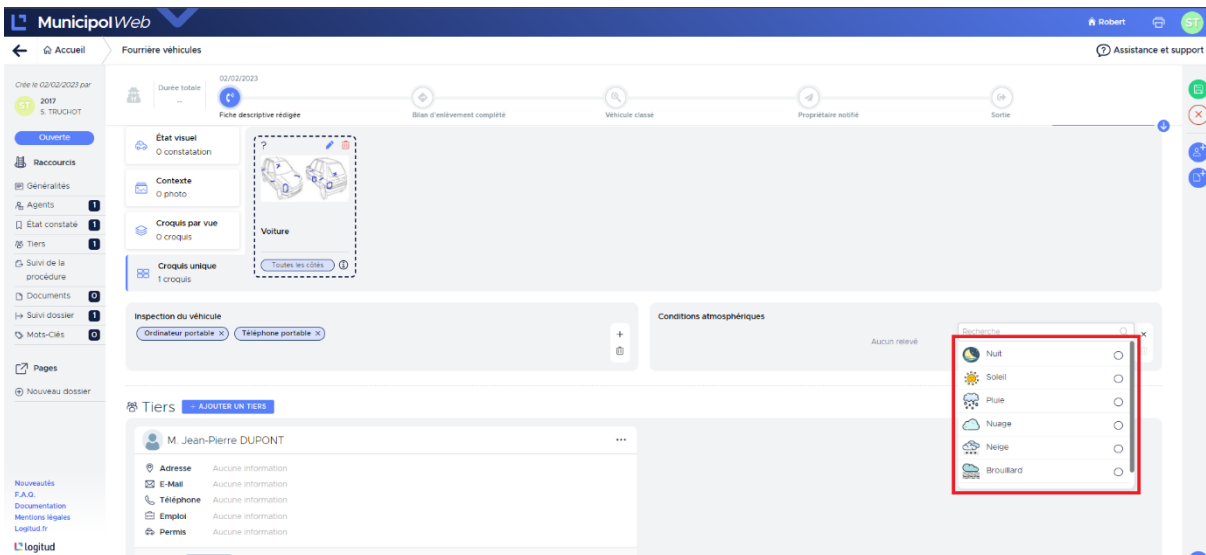 MunicipolWeb
Robert
ST
Accueil
Fourrière véhicules
Assistance et support
Crée le 02/02/2023 par
ST
2017
S. TRUCHOT
Ouverte
Raccourcis
Généralités
Agents 1
État constaté 1
Tiers 1
Suivi de la
procédure
Documents 0
Suivi dossier 1
Mots-Clés 0
Pages
Nouveau dossier
Nouveautés
F.A.Q.
Documentation
Mentions légales
Logitud.fr
logitud
Durée totale
--
02/02/2023
Fiche descriptive rédigée
Bilan d'enlèvement complété
Véhicule classé
Propriétaire notifié
Sortie
État visuel
0 constatation
Contexte
0 photo
Croquis par vue
0 croquis
Croquis unique
1 croquis
?
Voiture
Toutes les côtés
Inspection du véhicule
Ordinateur portable ×
Téléphone portable ×
Conditions atmosphériques
Aucun relevé
Recherche
Nuit
Soleil
Pluie
Nuage
Neige
Brouillard
Tiers
+ AJOUTER UN TIERS
M. Jean-Pierre DUPONT
Adresse Aucune information
E-Mail Aucune information
Téléphone Aucune information
Emploi Aucune information
Permis Aucune information